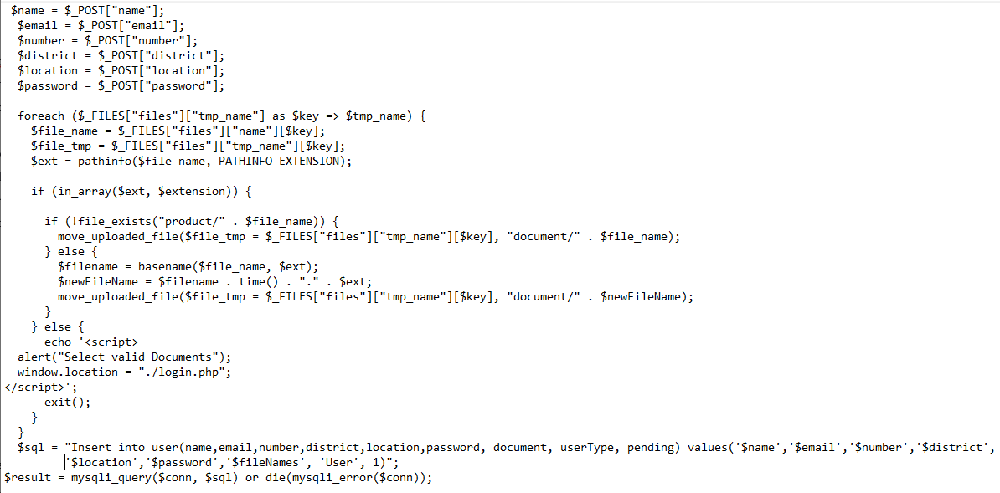 $name = $_POST["name"];
$email = $_POST["email"];
$number = $_POST["number"];
$district = $_POST["district"];
$location = $_POST["location"];
$password = $_POST["password"];
foreach ($_FILES["files"]["tmp_name"] as $key => $tmp_name) {
$file_name = $_FILES["files"]["name"][$key];
$file_tmp = $_FILES["files"]["tmp_name"][$key];
$ext = pathinfo($file_name, PATHINFO_EXTENSION);
if (in_array($ext, $extension)) {
if (!file_exists("product/" . $file_name)) {
move_uploaded_file($file_tmp = $_FILES["files"]["tmp_name"][$key], "document/" . $file_name);
} else {
$filename = basename($file_name, $ext);
$newFileName = $filename . time() . "." . $ext;
move_uploaded_file($file_tmp = $_FILES["files"]["tmp_name"][$key], "document/" . $newFileName);
}
} else {
echo '<script>
alert("Select valid Documents");
window.location = "./login.php";
</script>';
exit();
}
}
$sql = "Insert into user(name,email,number,district,location,password, document, userType, pending) values('$name','$email','$number','$district',
'$location','$password','$fileNames', 'User', 1)";
$result = mysqli_query($conn, $sql) or die(mysqli_error($conn));